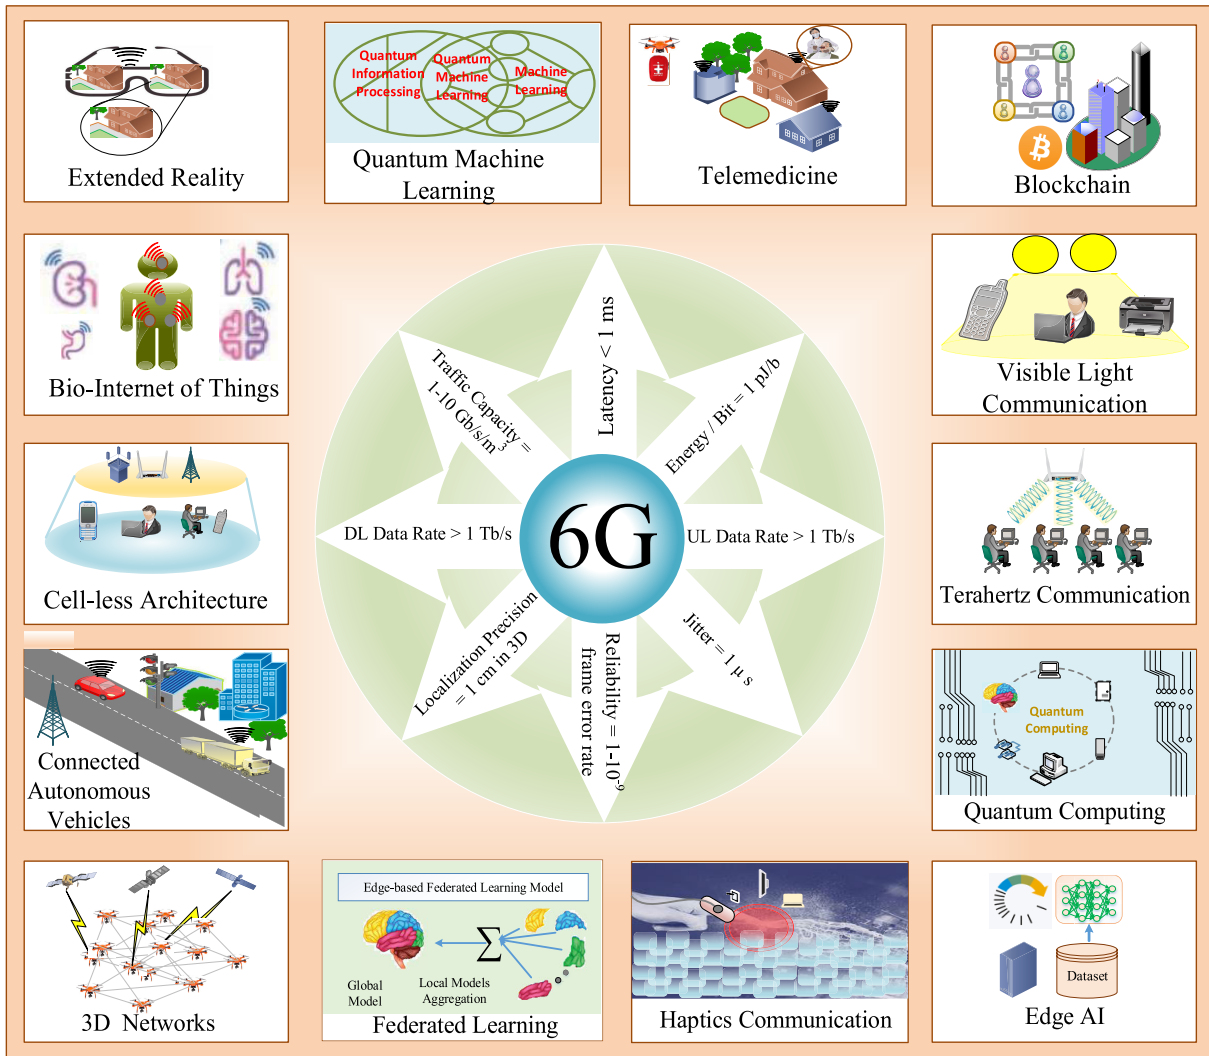 Quantum
Information
Processing
Quantum
Machine
Learning
Machine
Learning
Extended Reality
Quantum Machine
Learning
Telemedicine
Blockchain
Bio-Internet of Things
Visible Light
Communication
Cell-less Architecture
Terahertz Communication
Connected
Autonomous
Vehicles
Quantum
Computing
Quantum Computing
6G
Latency < 1 ms
Energy / Bit = 1 pJ/b
UL Data Rate > 1 Tb/s
Jitter = 1 μ s
Reliability = 1-10⁻⁹
frame error rate
Localization Precision
= 1 cm in 3D
DL Data Rate > 1 Tb/s
Traffic Capacity =
1-10 Gb/s/m³
3D Networks
Edge-based Federated Learning Model
Σ
Global
Model
Local Models
Aggregation
Federated Learning
Haptics Communication
Dataset
Edge AI